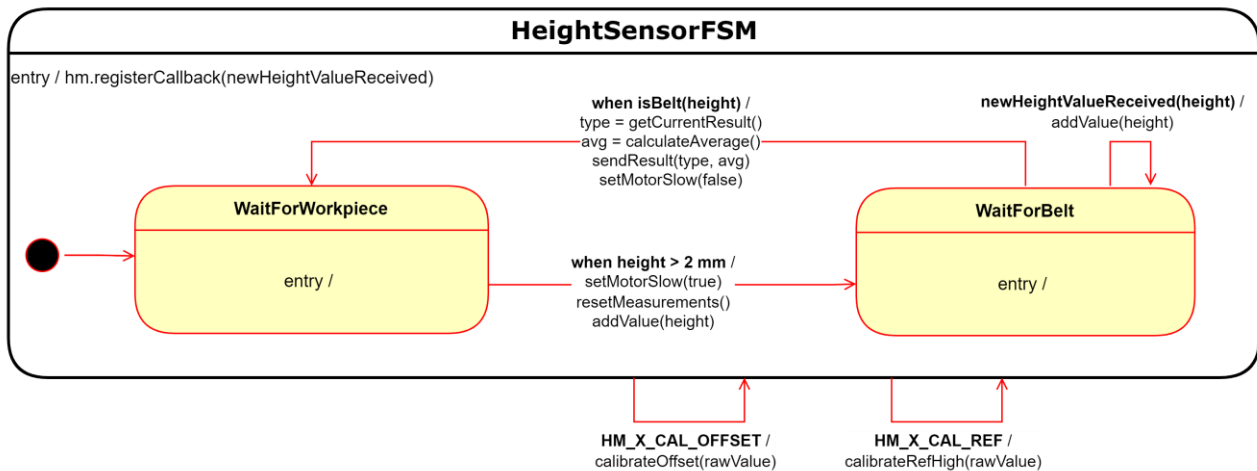 HeightSensorFSM
entry / hm.registerCallback(newHeightValueReceived)
when isBelt(height) /
type = getCurrentResult()
avg = calculateAverage()
sendResult(type, avg)
setMotorSlow(false)
newHeightValueReceived(height) /
addValue(height)
WaitForWorkpiece
entry /
when height > 2 mm /
setMotorSlow(true)
resetMeasurements()
addValue(height)
WaitForBelt
entry /
HM_X_CAL_OFFSET /
calibrateOffset(rawValue)
HM_X_CAL_REF /
calibrateRefHigh(rawValue)